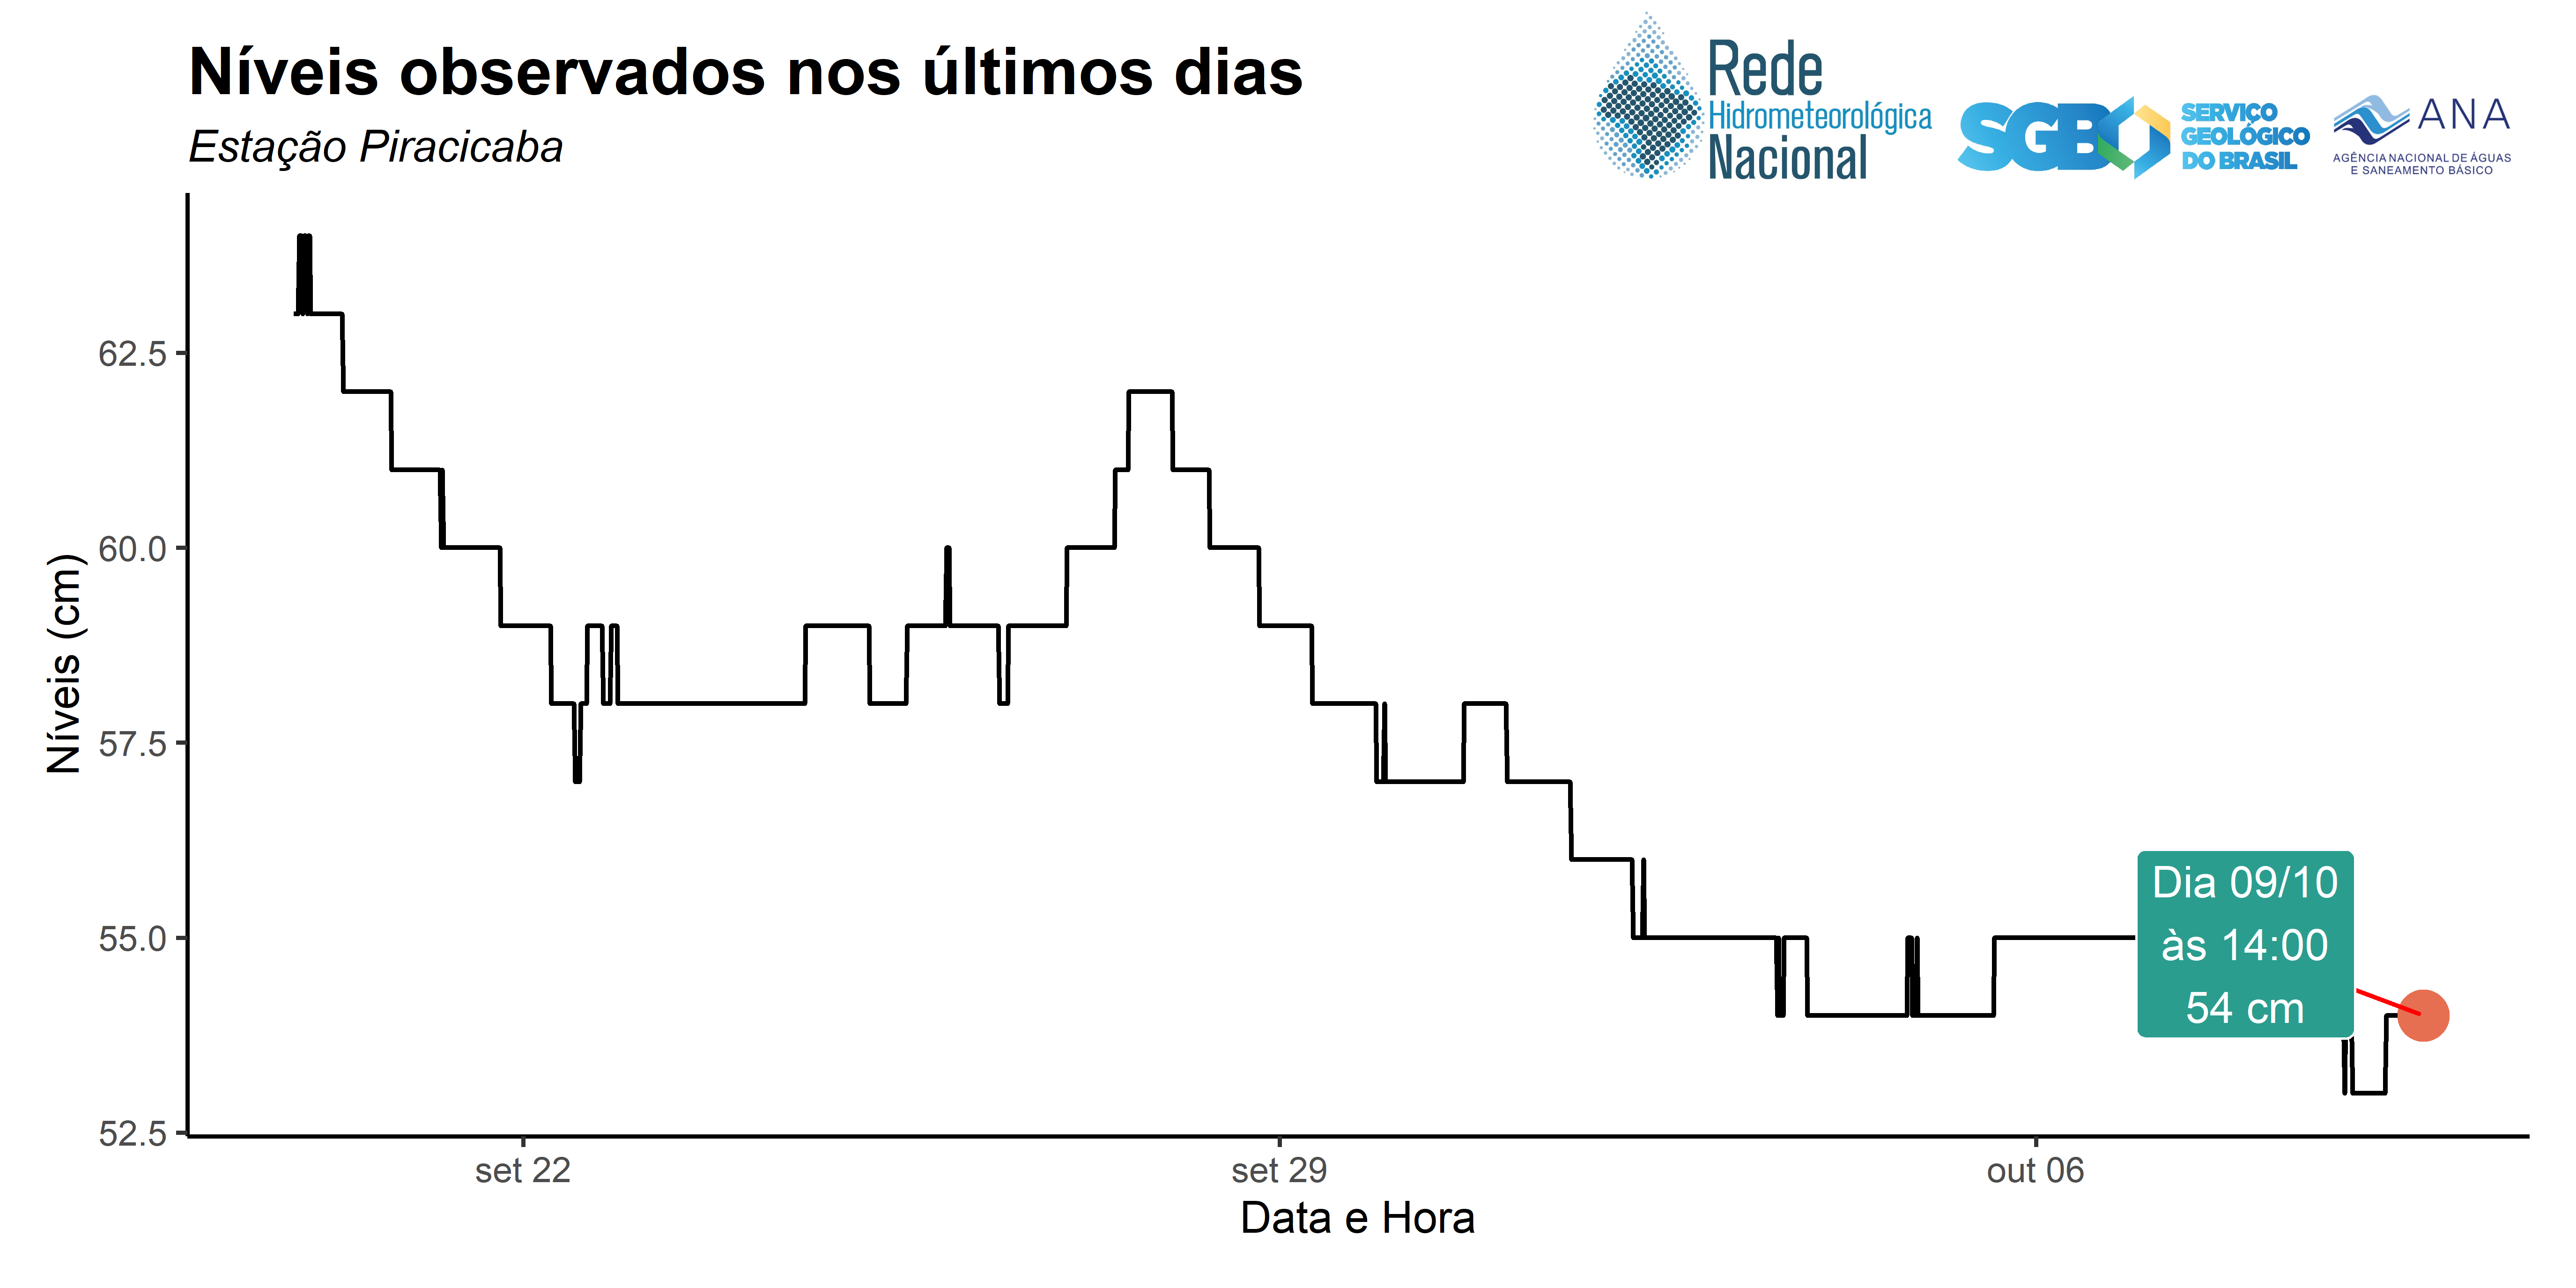 Níveis observados nos últimos dias
Estação Piracicaba
Rede
Hidrometeorológica
Nacional
SGB
SERVIÇO
GEOLÓGICO
DO BRASIL
ANA
AGÊNCIA NACIONAL DE ÁGUAS
E SANEAMENTO BÁSICO
Níveis (cm)
62.5
60.0
57.5
55.0
52.5
Dia 09/10
às 14:00
54 cm
set 22
set 29
out 06
Data e Hora